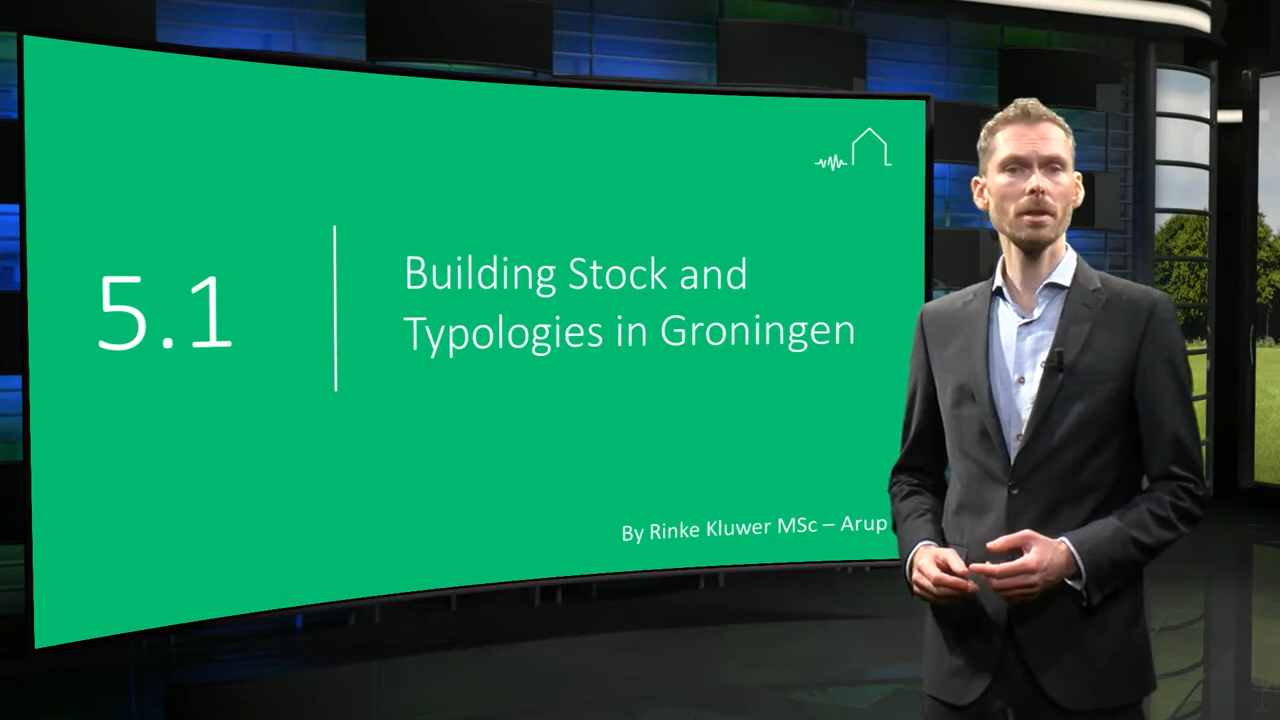 5.1
Building Stock and
Typologies in Groningen
By Rinke Kluwer MSc – Arup